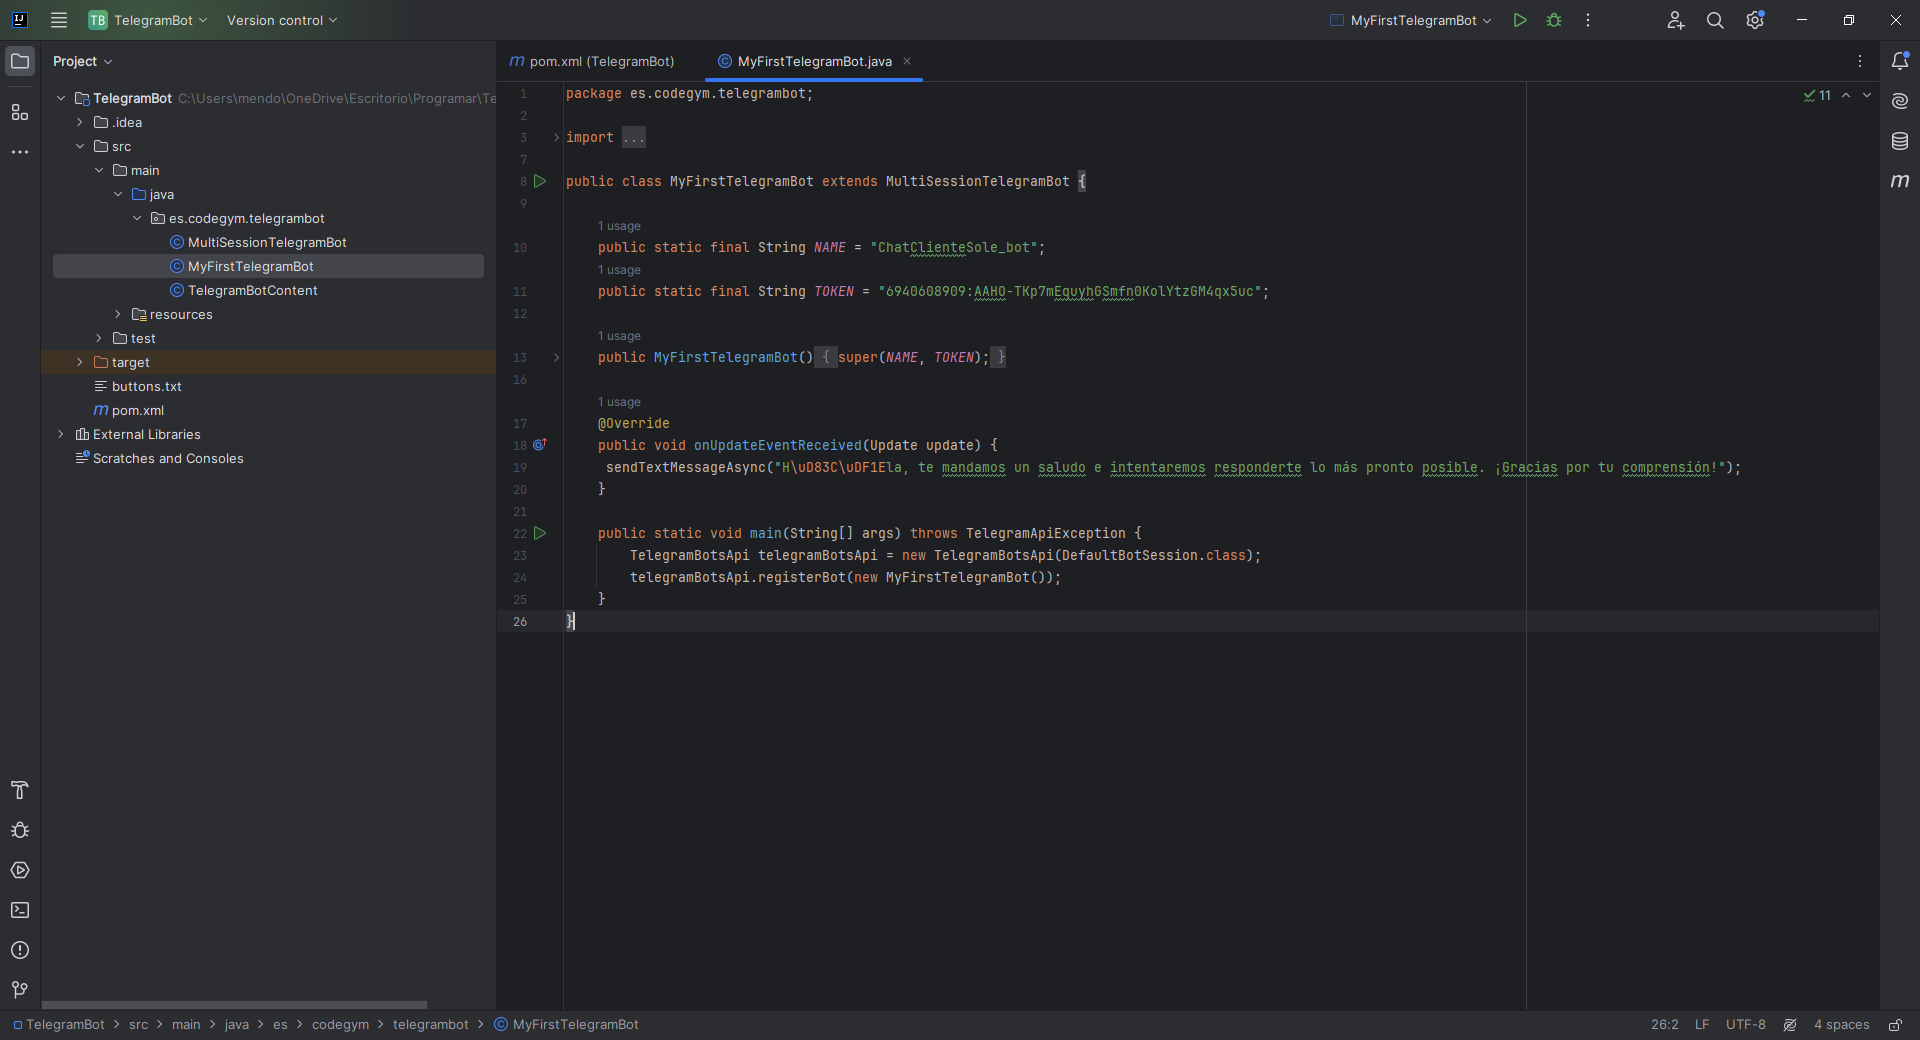 TB TelegramBot Version control MyFirstTelegramBot
Project
pom.xml (TelegramBot) MyFirstTelegramBot.java
TelegramBot C:\Users\mendo\OneDrive\Escritorio\Programar\Te
.idea
src
main
java
es.codegym.telegrambot
MultiSessionTelegramBot
MyFirstTelegramBot
TelegramBotContent
resources
test
target
buttons.txt
pom.xml
External Libraries
Scratches and Consoles
11
1 package es.codegym.telegrambot;
2
3 import ...
7
8 public class MyFirstTelegramBot extends MultiSessionTelegramBot {
9
1 usage
10 public static final String NAME = "ChatClienteSole_bot";
1 usage
11 public static final String TOKEN = "6940608909:AAHO-TKp7mEquyhGSmfn0KolYtzGM4qx5uc";
12
1 usage
13 public MyFirstTelegramBot() { super(NAME, TOKEN); }
16
1 usage
17 @Override
18 public void onUpdateEventReceived(Update update) {
19 sendTextMessageAsync("H\uD83C\uDF1Ela, te mandamos un saludo e intentaremos responderte lo más pronto posible. ¡Gracias por tu comprensión!");
20 }
21
22 public static void main(String[] args) throws TelegramApiException {
23 TelegramBotsApi telegramBotsApi = new TelegramBotsApi(DefaultBotSession.class);
24 telegramBotsApi.registerBot(new MyFirstTelegramBot());
25 }
26 }
TelegramBot > src > main > java > es > codegym > telegrambot > MyFirstTelegramBot
26:2 LF UTF-8 4 spaces